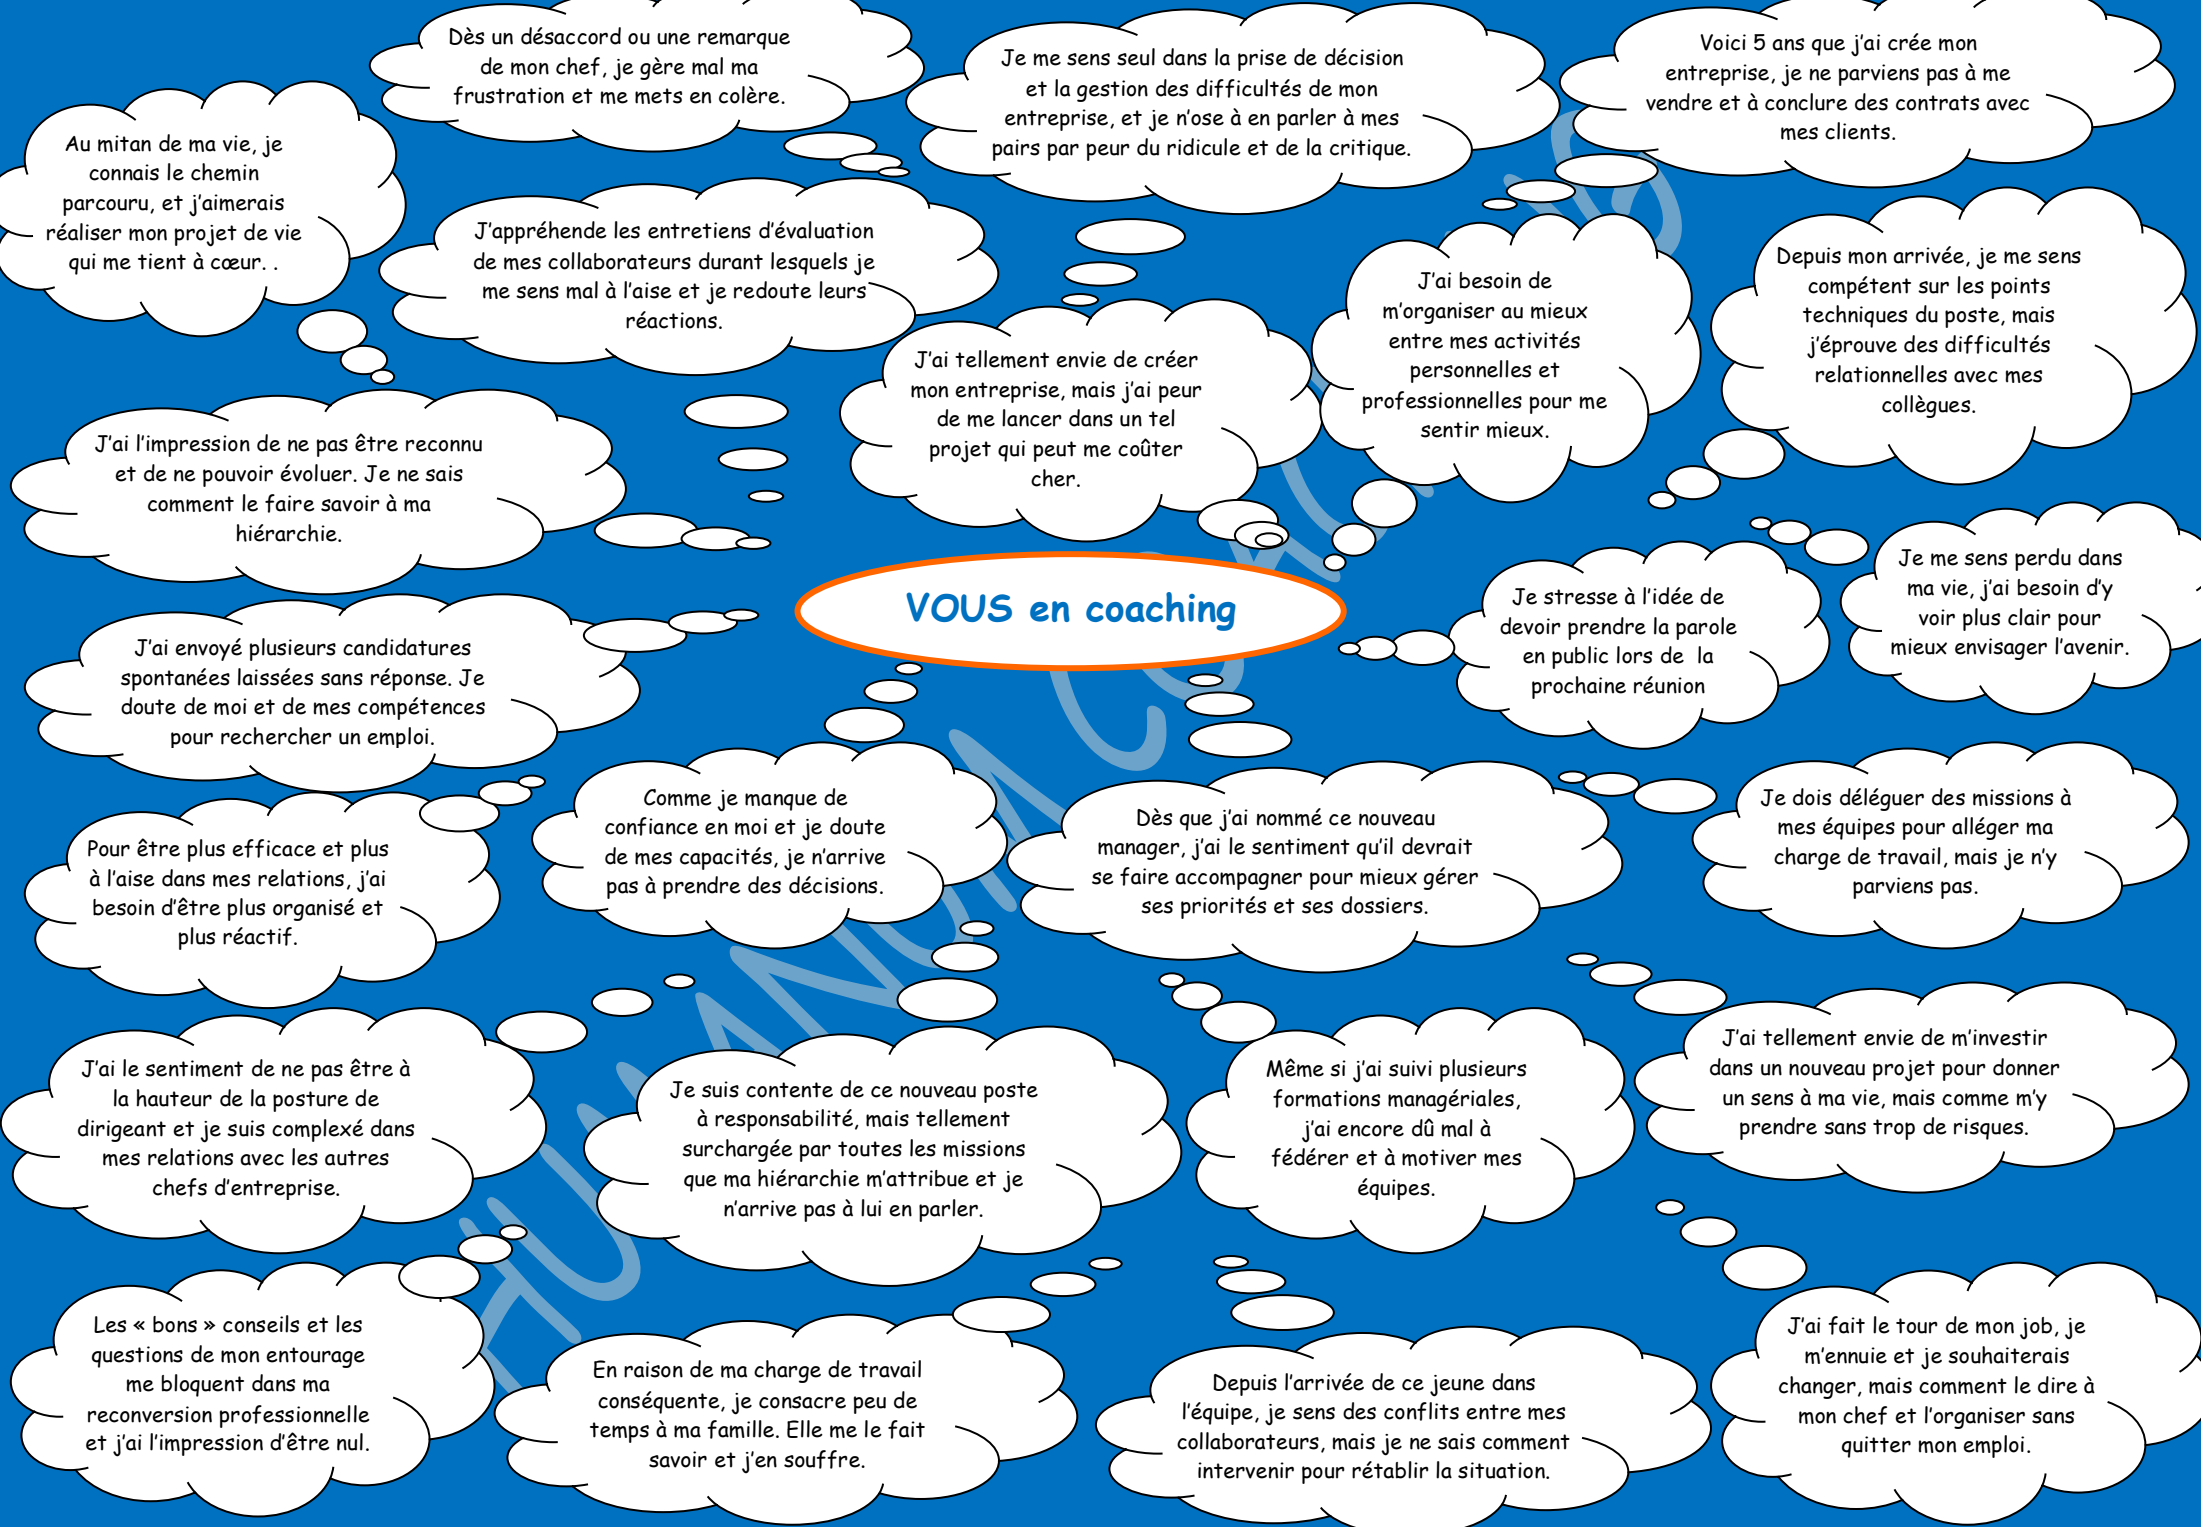 Dès un désaccord ou une remarque
de mon chef, je gère mal ma
frustration et me mets en colère.
Je me sens seul dans la prise de décision
et la gestion des difficultés de mon
entreprise, et je n'ose à en parler à mes
pairs par peur du ridicule et de la critique.
Voici 5 ans que j'ai crée mon
entreprise, je ne parviens pas à me
vendre et à conclure des contrats avec
mes clients.
Au mitan de ma vie, je
connais le chemin
parcouru, et j'aimerais
réaliser mon projet de vie
qui me tient à cœur. .
J'appréhende les entretiens d'évaluation
de mes collaborateurs durant lesquels je
me sens mal à l'aise et je redoute leurs
réactions.
J'ai besoin de
m'organiser au mieux
entre mes activités
personnelles et
professionnelles pour me
sentir mieux.
Depuis mon arrivée, je me sens
compétent sur les points
techniques du poste, mais
j'éprouve des difficultés
relationnelles avec mes
collègues.
J'ai tellement envie de créer
mon entreprise, mais j'ai peur
de me lancer dans un tel
projet qui peut me coûter
cher.
J'ai l'impression de ne pas être reconnu
et de ne pouvoir évoluer. Je ne sais
comment le faire savoir à ma
hiérarchie.
VOUS en coaching
Je stresse à l'idée de
devoir prendre la parole
en public lors de  la
prochaine réunion
Je me sens perdu dans
ma vie, j'ai besoin d'y
voir plus clair pour
mieux envisager l'avenir.
J'ai envoyé plusieurs candidatures
spontanées laissées sans réponse. Je
doute de moi et de mes compétences
pour rechercher un emploi.
Comme je manque de
confiance en moi et je doute
de mes capacités, je n'arrive
pas à prendre des décisions.
Dès que j'ai nommé ce nouveau
manager, j'ai le sentiment qu'il devrait
se faire accompagner pour mieux gérer
ses priorités et ses dossiers.
Je dois déléguer des missions à
mes équipes pour alléger ma
charge de travail, mais je n'y
parviens pas.
Pour être plus efficace et plus
à l'aise dans mes relations, j'ai
besoin d'être plus organisé et
plus réactif.
J'ai le sentiment de ne pas être à
la hauteur de la posture de
dirigeant et je suis complexé dans
mes relations avec les autres
chefs d'entreprise.
Je suis contente de ce nouveau poste
à responsabilité, mais tellement
surchargée par toutes les missions
que ma hiérarchie m'attribue et je
n'arrive pas à lui en parler.
Même si j'ai suivi plusieurs
formations managériales,
j'ai encore dû mal à
fédérer et à motiver mes
équipes.
J'ai tellement envie de m'investir
dans un nouveau projet pour donner
un sens à ma vie, mais comme m'y
prendre sans trop de risques.
Les « bons » conseils et les
questions de mon entourage
me bloquent dans ma
reconversion professionnelle
et j'ai l'impression d'être nul.
En raison de ma charge de travail
conséquente, je consacre peu de
temps à ma famille. Elle me le fait
savoir et j'en souffre.
Depuis l'arrivée de ce jeune dans
l'équipe, je sens des conflits entre mes
collaborateurs, mais je ne sais comment
intervenir pour rétablir la situation.
J'ai fait le tour de mon job, je
m'ennuie et je souhaiterais
changer, mais comment le dire à
mon chef et l'organiser sans
quitter mon emploi.